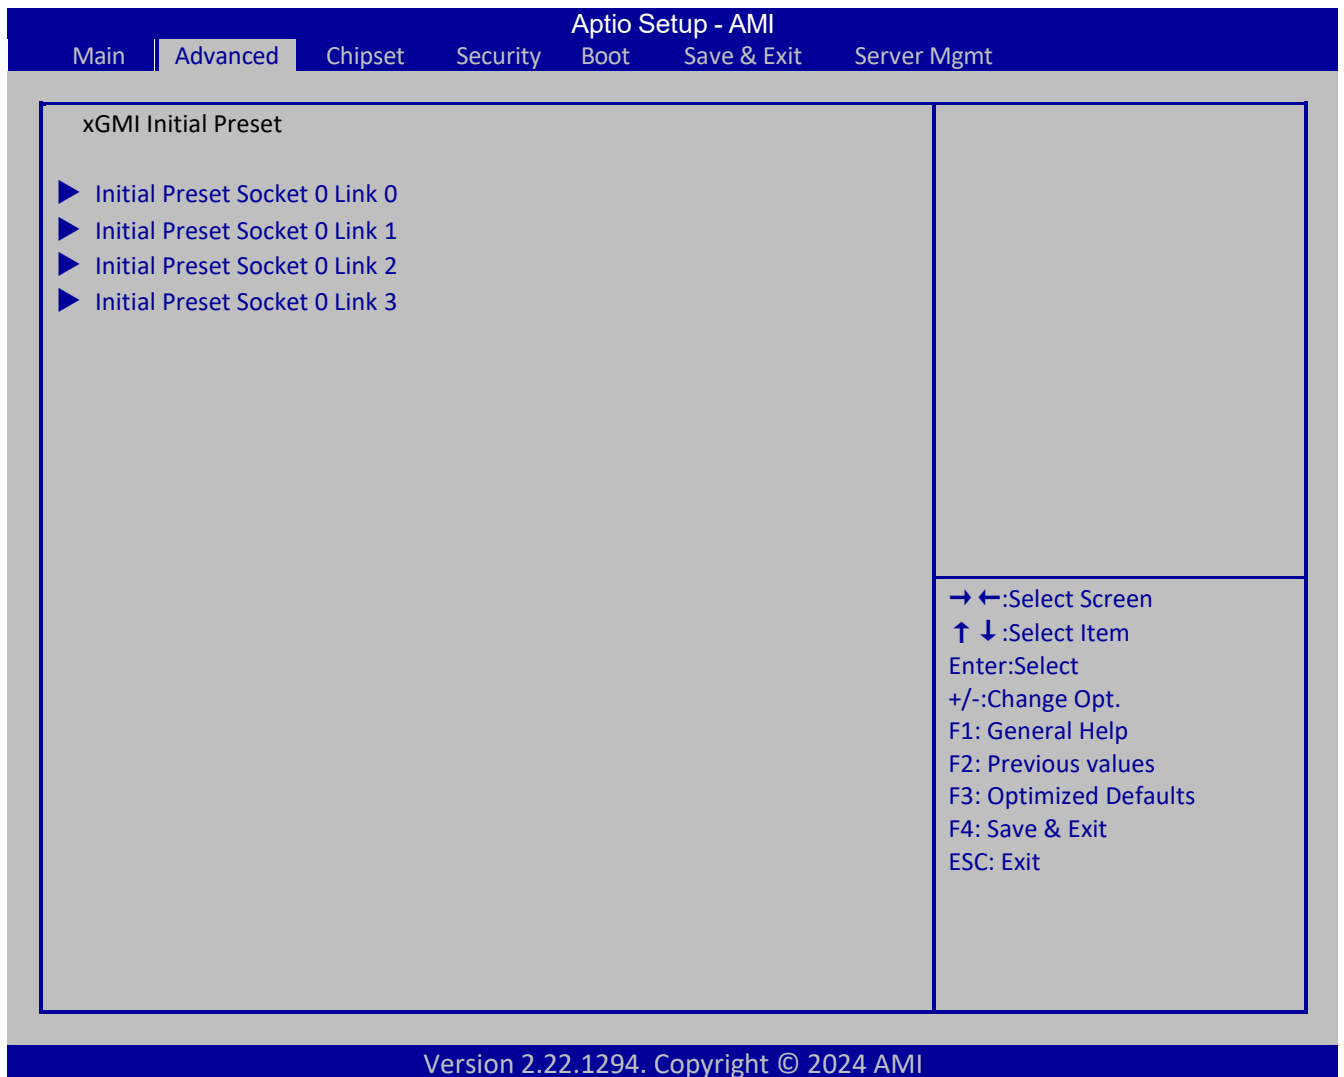 Aptio Setup - AMI
Main Advanced Chipset Security Boot Save & Exit Server Mgmt
xGMI Initial Preset
▶ Initial Preset Socket 0 Link 0
▶ Initial Preset Socket 0 Link 1
▶ Initial Preset Socket 0 Link 2
▶ Initial Preset Socket 0 Link 3
→ ←:Select Screen
↑ ↓ :Select Item
Enter:Select
+/-:Change Opt.
F1: General Help
F2: Previous values
F3: Optimized Defaults
F4: Save & Exit
ESC: Exit
Version 2.22.1294. Copyright © 2024 AMI